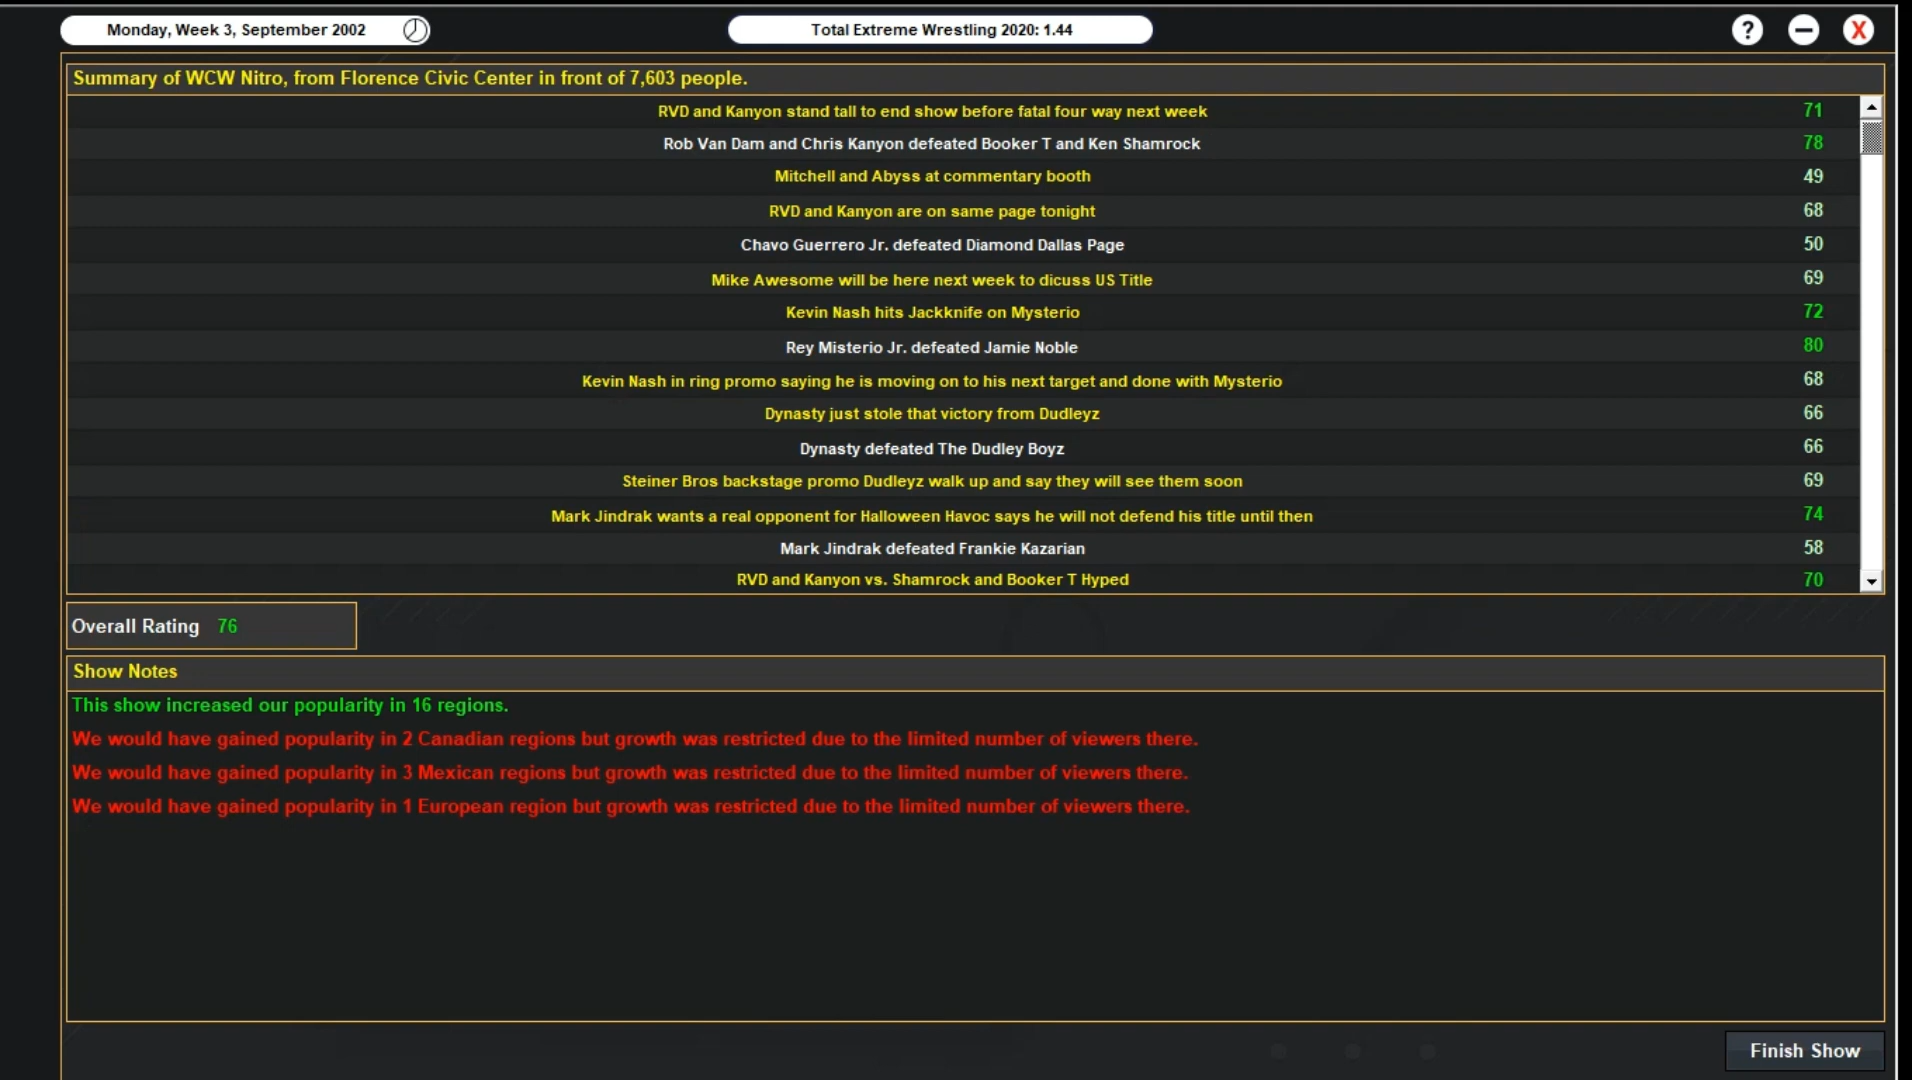 Monday, Week 3, September 2002
Total Extreme Wrestling 2020: 1.44
? X
Summary of WCW Nitro, from Florence Civic Center in front of 7,603 people.
RVD and Kanyon stand tall to end show before fatal four way next week 71
Rob Van Dam and Chris Kanyon defeated Booker T and Ken Shamrock 78
Mitchell and Abyss at commentary booth 49
RVD and Kanyon are on same page tonight 68
Chavo Guerrero Jr. defeated Diamond Dallas Page 50
Mike Awesome will be here next week to dicuss US Title 69
Kevin Nash hits Jackknife on Mysterio 72
Rey Misterio Jr. defeated Jamie Noble 80
Kevin Nash in ring promo saying he is moving on to his next target and done with Mysterio 68
Dynasty just stole that victory from Dudleyz 66
Dynasty defeated The Dudley Boyz 66
Steiner Bros backstage promo Dudleyz walk up and say they will see them soon 69
Mark Jindrak wants a real opponent for Halloween Havoc says he will not defend his title until then 74
Mark Jindrak defeated Frankie Kazarian 58
RVD and Kanyon vs. Shamrock and Booker T Hyped 70
Overall Rating 76
Show Notes
This show increased our popularity in 16 regions.
We would have gained popularity in 2 Canadian regions but growth was restricted due to the limited number of viewers there.
We would have gained popularity in 3 Mexican regions but growth was restricted due to the limited number of viewers there.
We would have gained popularity in 1 European region but growth was restricted due to the limited number of viewers there.
Finish Show